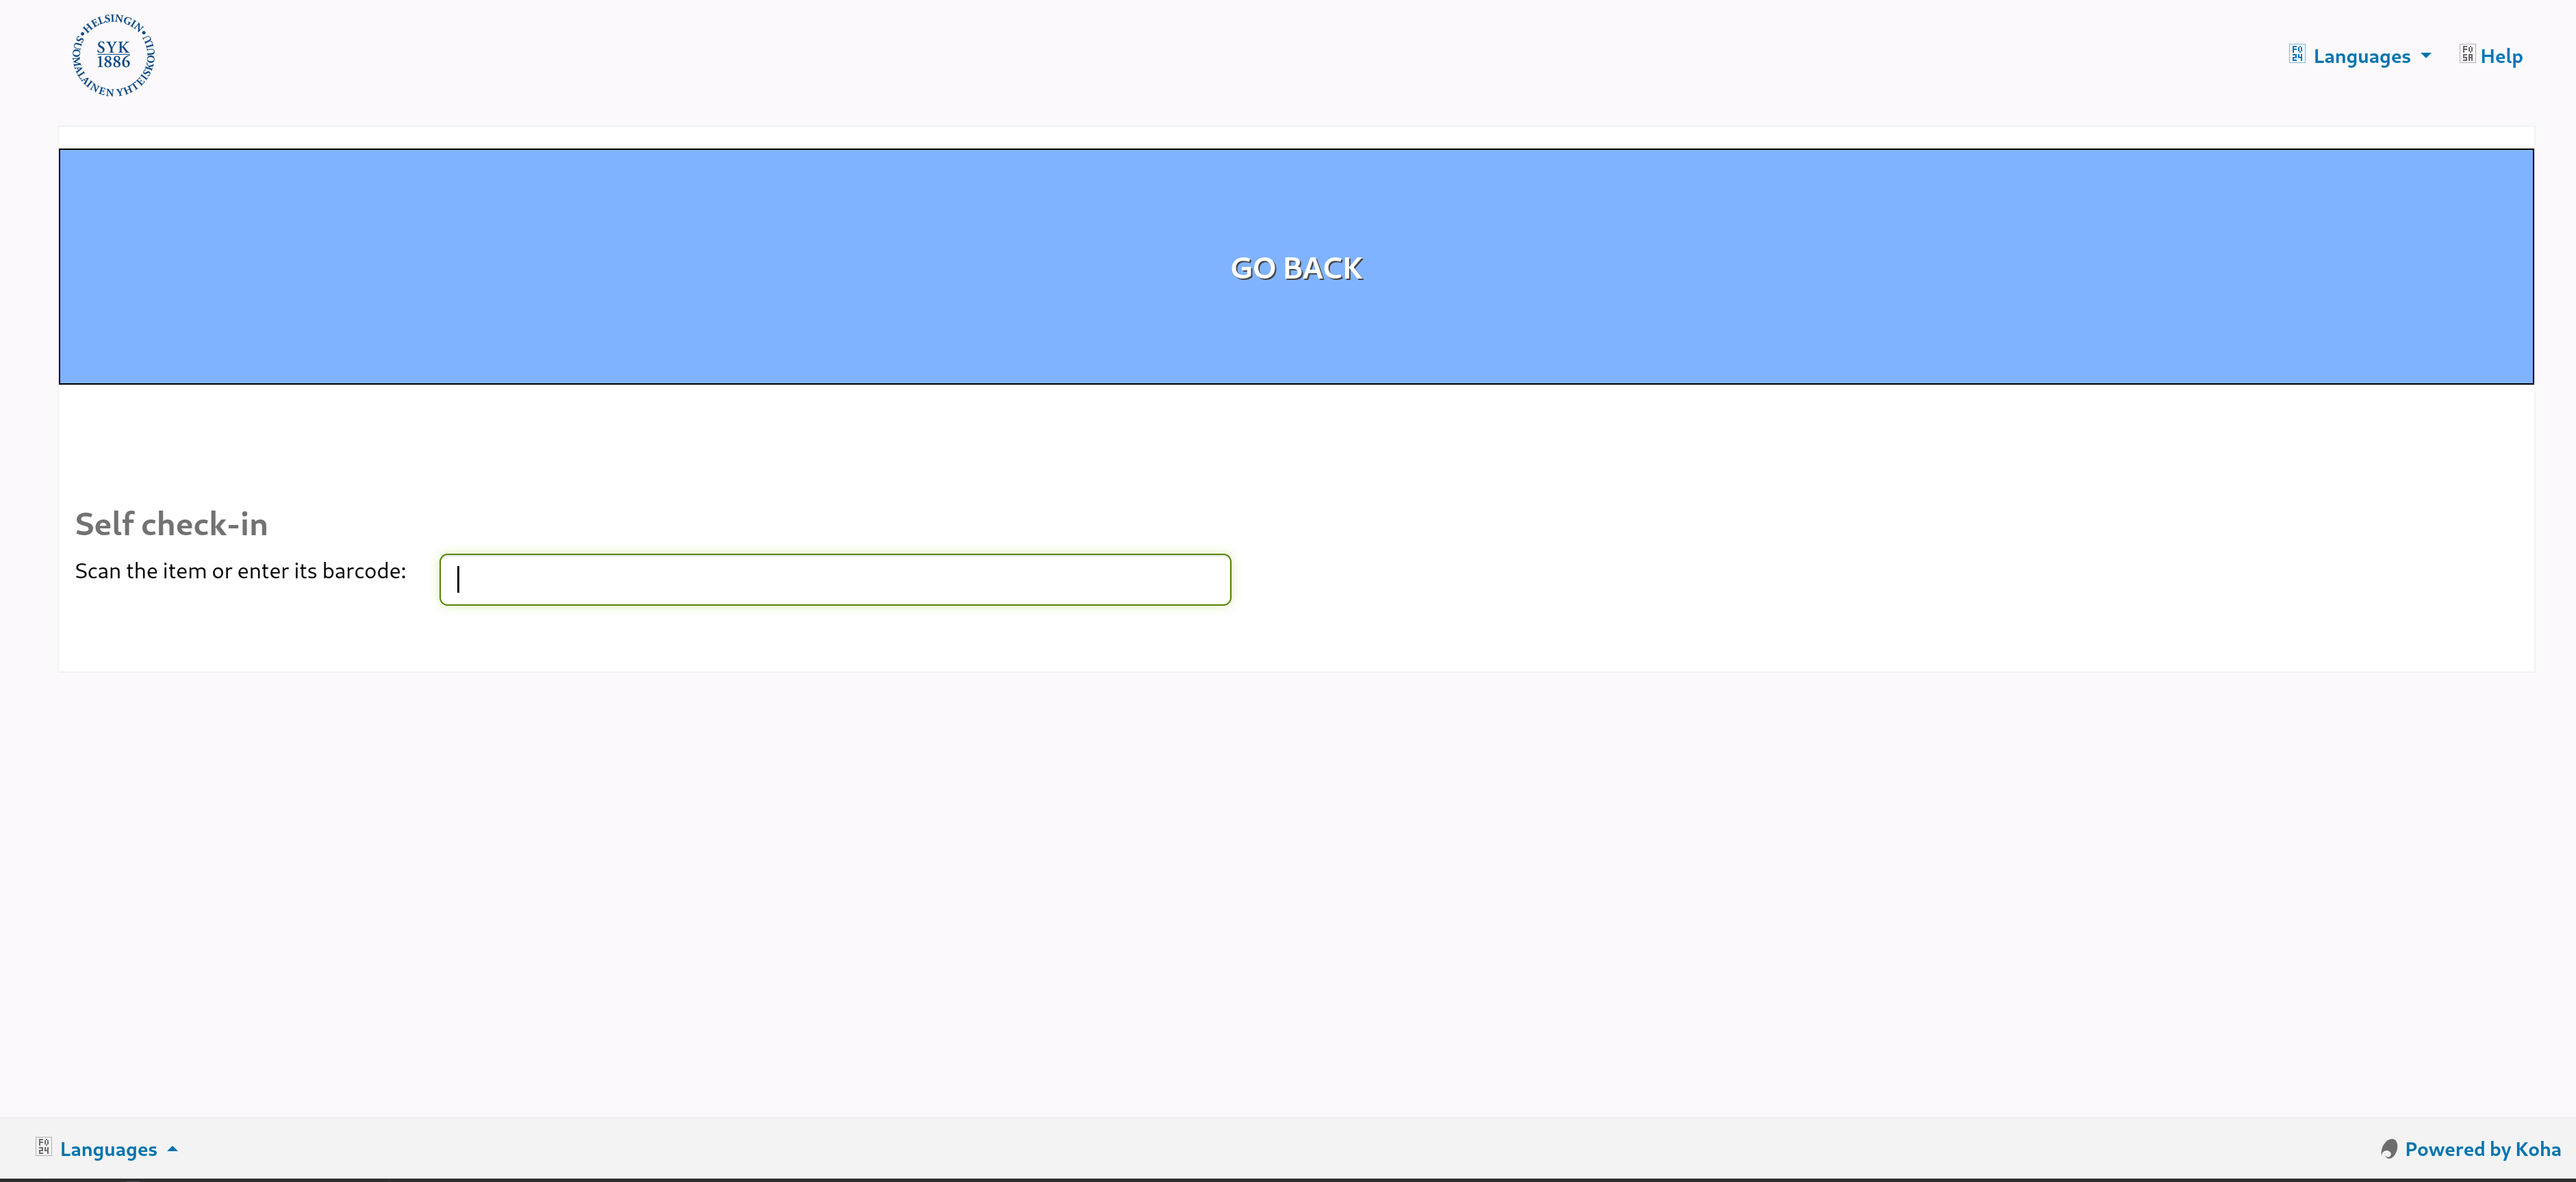 •HELSINGIN• SUOMALAINEN YHTEISKOULU
SYK
1886
Languages
Help
GO BACK
Self check-in
Scan the item or enter its barcode:
Languages
Powered by Koha